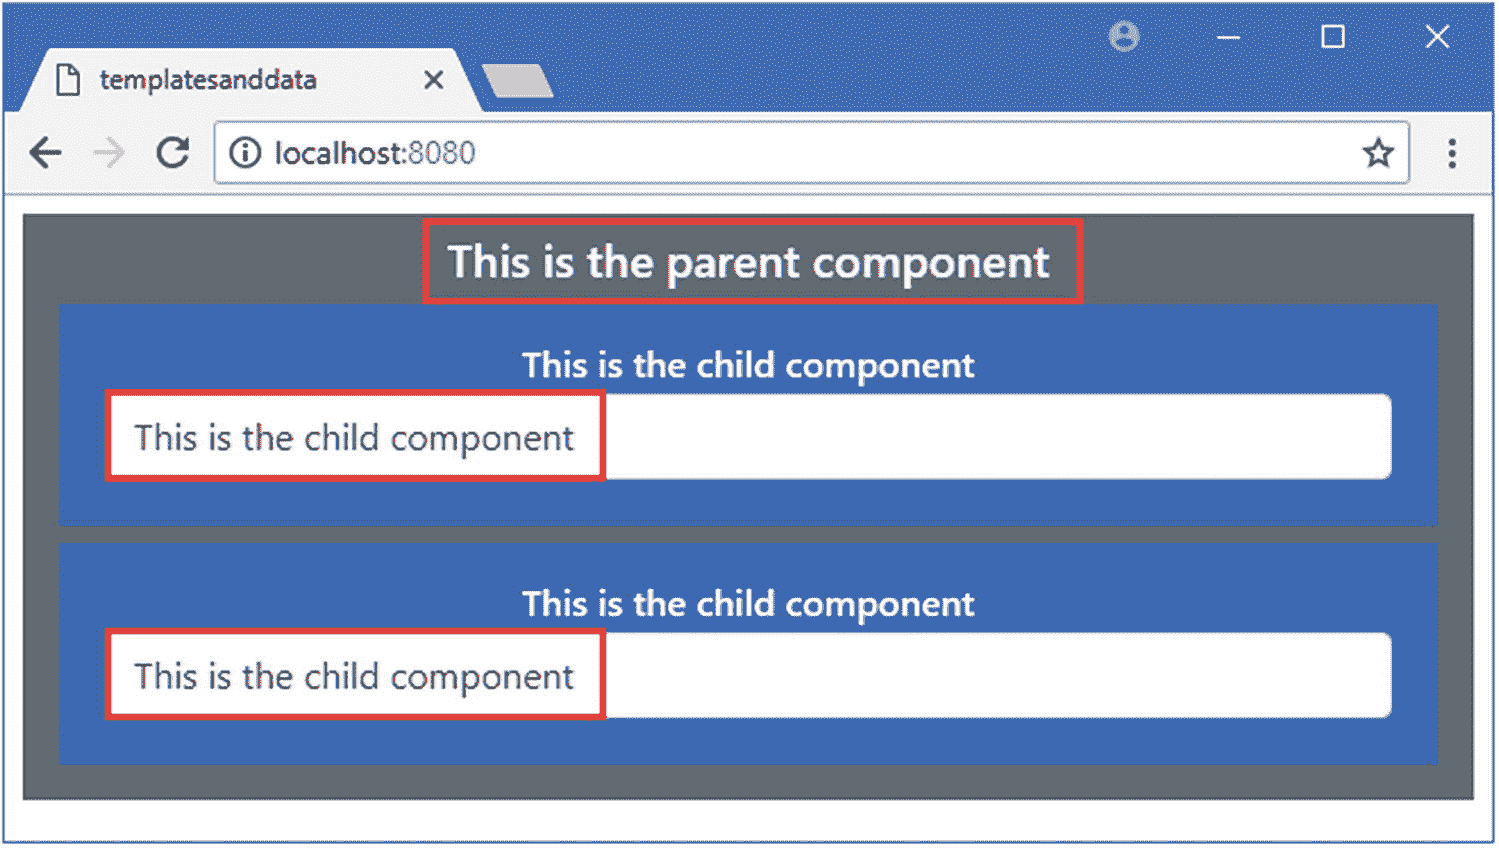 templatesanddata
localhost:8080
This is the parent component
This is the child component
This is the child component
This is the child component
This is the child component